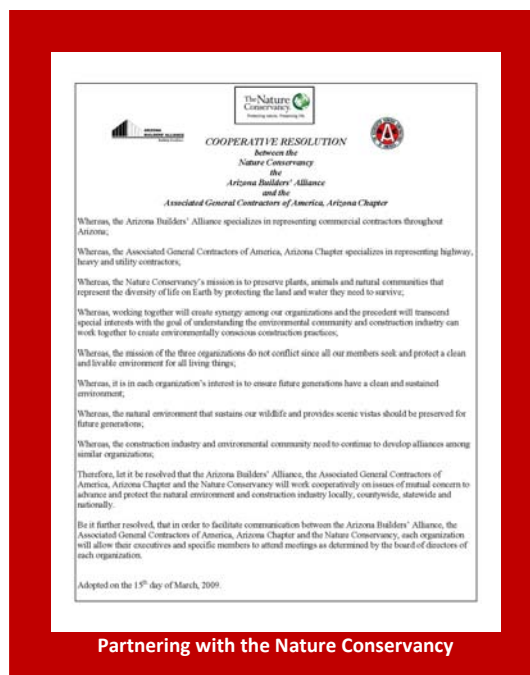 The Nature
Conservancy.
Protecting nature. Preserving life.
ARIZONA
BUILDERS' ALLIANCE
A
COOPERATIVE RESOLUTION
between the
Nature Conservancy
the
Arizona Builders' Alliance
and the
Associated General Contractors of America, Arizona Chapter
Whereas, the Arizona Builders' Alliance specializes in representing commercial contractors throughout
Arizona;
Whereas, the Associated General Contractors of America, Arizona Chapter specializes in representing highway,
heavy and utility contractors;
Whereas, the Nature Conservancy's mission is to preserve plants, animals and natural communities that
represent the diversity of life on Earth by protecting the land and water they need to survive;
Whereas, working together will create synergy among our organizations and the precedent will transcend
special interests with the goal of understanding the environmental community and construction industry can
work together to create environmentally conscious construction practices;
Whereas, the mission of the three organizations do not conflict since all our members seek and protect a clean
and livable environment for all living things;
Whereas, it is in each organization's interest to ensure future generations have a clean and sustained
environment;
Whereas, the natural environment that sustains our wildlife and provides scenic vistas should be preserved for
future generations;
Whereas, the construction industry and environmental community need to continue to develop alliances among
similar organizations;
Therefore, let it be resolved that the Arizona Builders' Alliance, the Associated General Contractors of
America, Arizona Chapter and the Nature Conservancy will work cooperatively on issues of mutual concern to
advance and protect the natural environment and construction industry locally, countywide, statewide and
nationally.
Be it further resolved, that in order to facilitate communication between the Arizona Builders' Alliance, the
Associated General Contractors of America, Arizona Chapter and the Nature Conservancy, each organization
will allow their executives and specific members to attend meetings as determined by the board of directors of
each organization.
Adopted on the 15th day of March, 2009.
Partnering with the Nature Conservancy